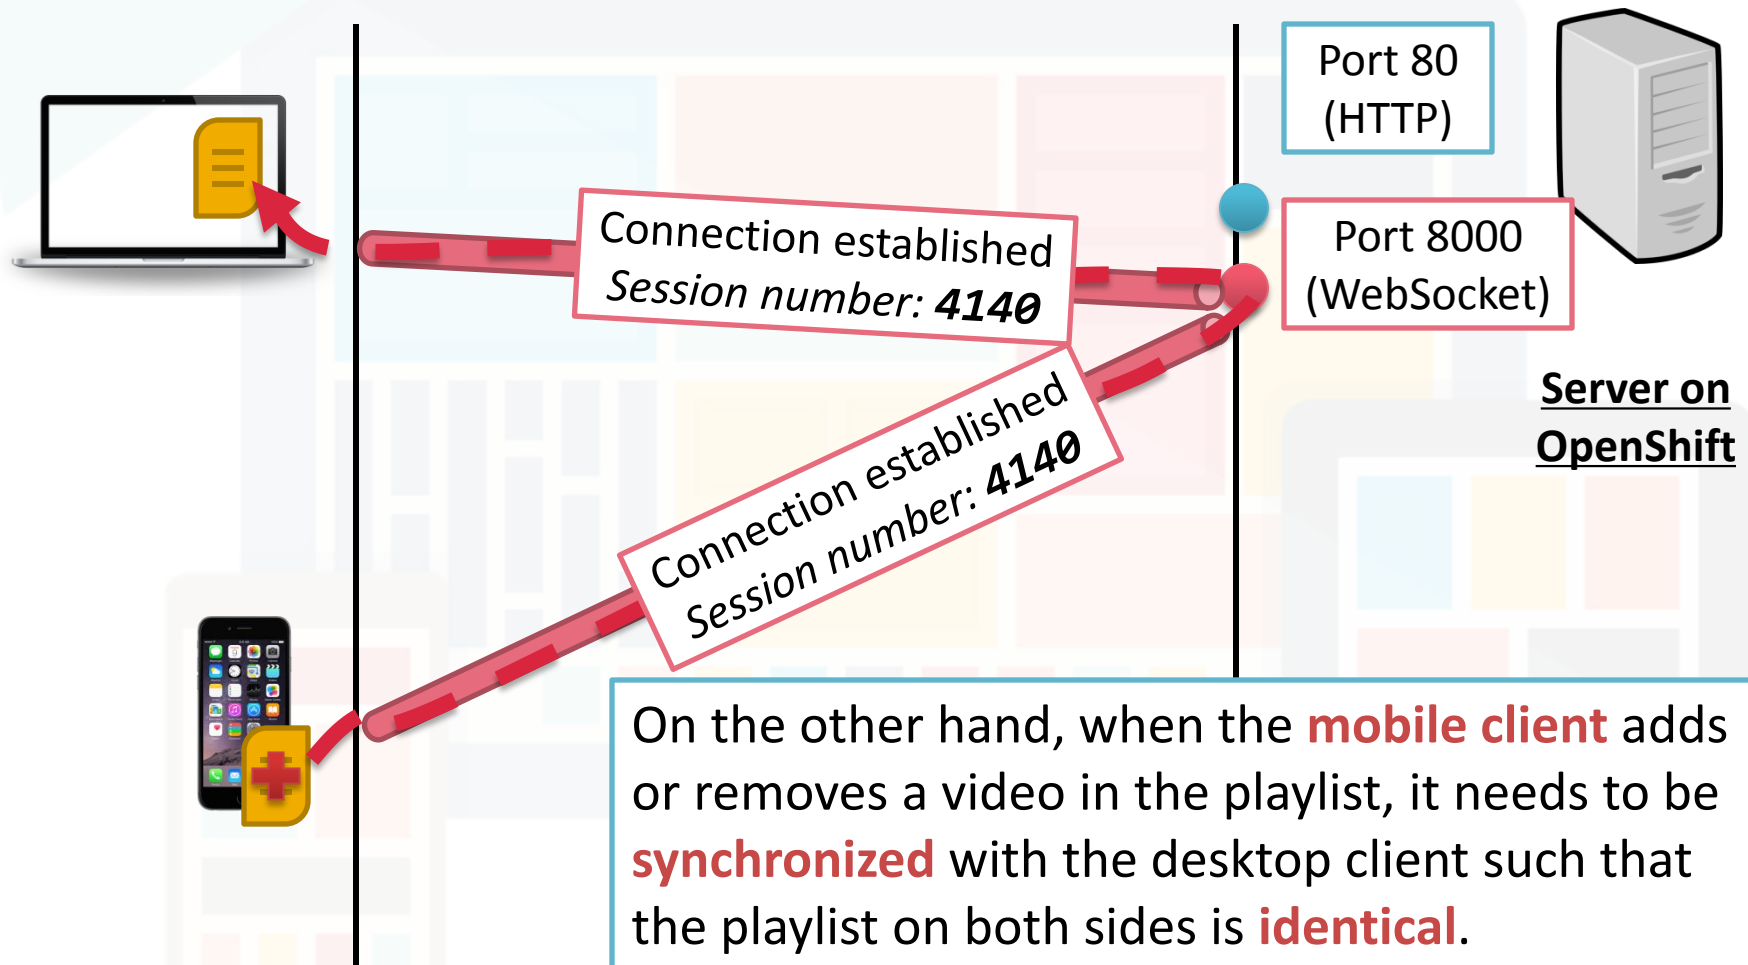 Port 80
(HTTP)
Connection established
Session number: 4140
Port 8000
(WebSocket)
Server on
OpenShift
Connection established
Session number: 4140
On the other hand, when the mobile client adds
or removes a video in the playlist, it needs to be
synchronized with the desktop client such that
the playlist on both sides is identical.